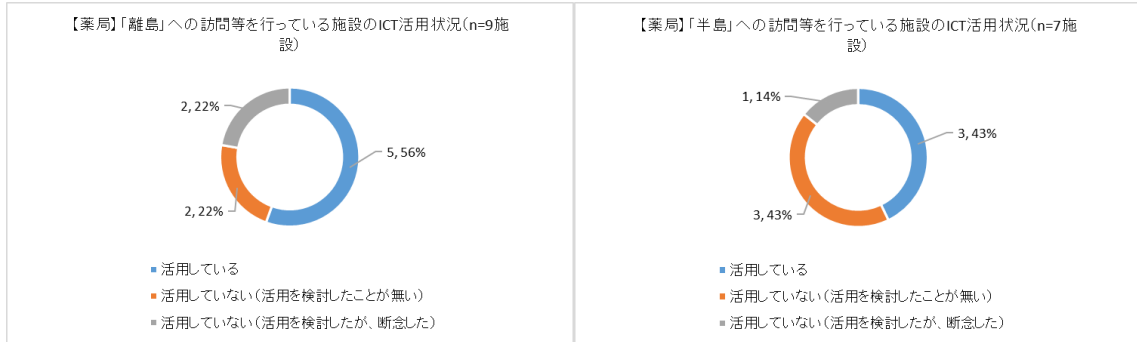 【薬局】「離島」への訪問等を行っている施設のICT活用状況(n=9施
設)
2, 22%
5, 56%
2, 22%
活用している
活用していない(活用を検討したことが無い)
活用していない(活用を検討したが、断念した)
【薬局】「半島」への訪問等を行っている施設のICT活用状況(n=7施
設)
1, 14%
3, 43%
3, 43%
活用している
活用していない(活用を検討したことが無い)
活用していない(活用を検討したが、断念した)